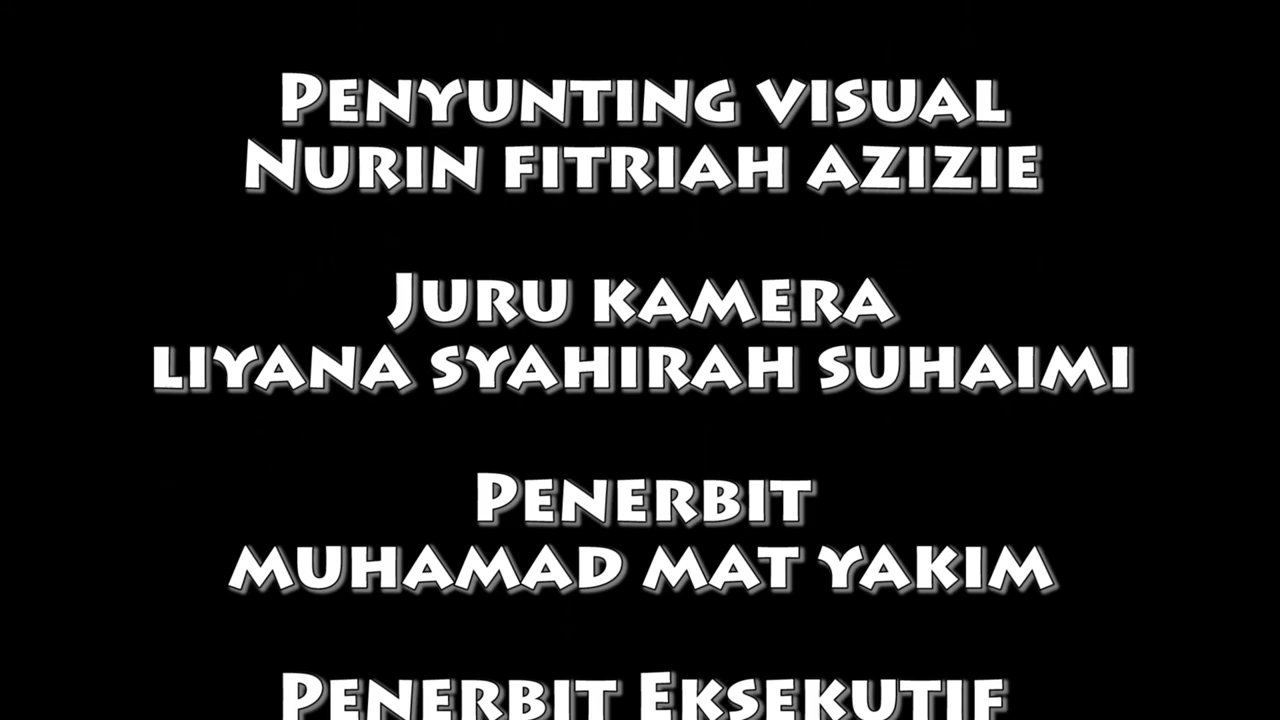 Penyunting visual
Nurin fitriah azizie
Juru kamera
liyana syahirah suhaimi
Penerbit
muhamad mat yakim
Penerbit Eksekutif